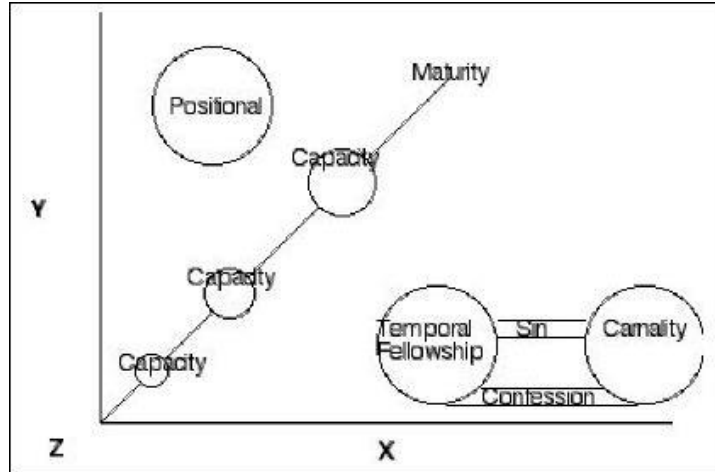 Maturity
Positional
Capacity
Y
Capacity
Capacity
Temporal
Fellowship
Sin
Carnality
Confession
Z
X